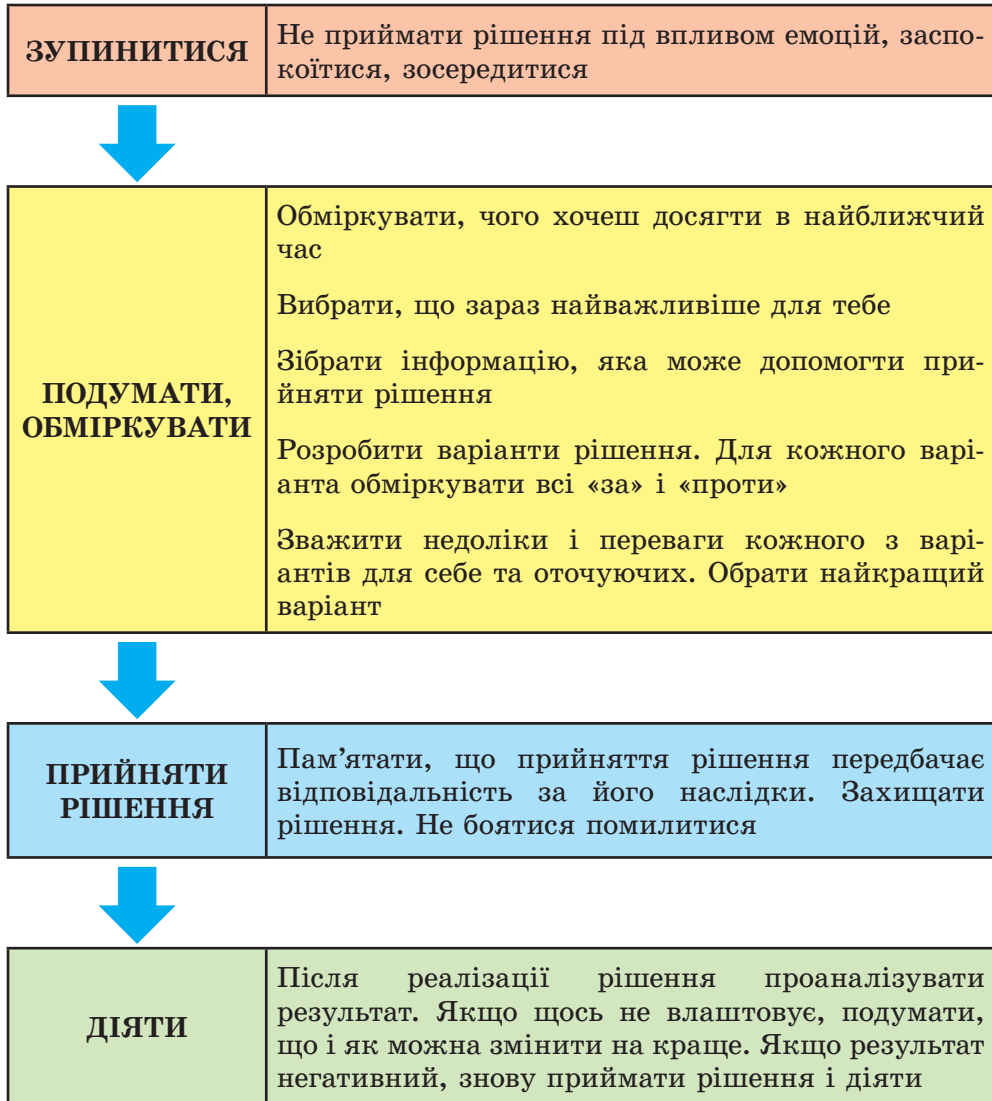 ЗУПИНИТИСЯ
Не приймати рішення під впливом емоцій, заспо-
коїтися, зосередитися
ПОДУМАТИ,
ОБМІРКУВАТИ
Обміркувати, чого хочеш досягти в найближчий
час
Вибрати, що зараз найважливіше для тебе
Зібрати інформацію, яка може допомогти при-
йняти рішення
Розробити варіанти рішення. Для кожного варі-
анта обміркувати всі «за» і «проти»
Зважити недоліки і переваги кожного з варі-
антів для себе та оточуючих. Обрати найкращий
варіант
ПРИЙНЯТИ
РІШЕННЯ
Пам’ятати, що прийняття рішення передбачає
відповідальність за його наслідки. Захищати
рішення. Не боятися помилитися
ДІЯТИ
Після реалізації рішення проаналізувати
результат. Якщо щось не влаштовує, подумати,
що і як можна змінити на краще. Якщо результат
негативний, знову приймати рішення і діяти